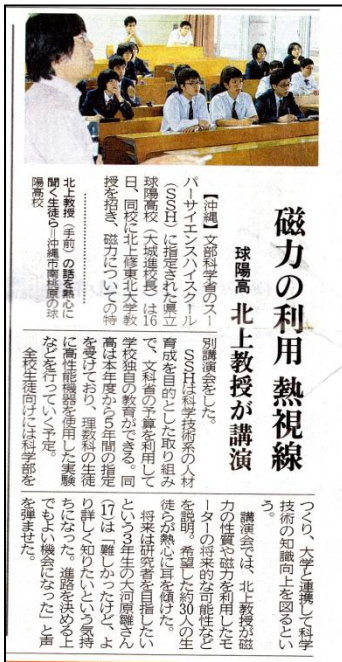 磁力の利用 熱視線
球陽高 北上教授が講演
北上教授(手前)の話を熱心に
聞く生徒ら=沖縄市南桃原の球
陽高校
【沖縄】文部科学省のスー
パーサイエンスハイスクール
(SSH)に指定された県立
球陽高校(大城進校長)は16
日、同校に北上修東北大学教
授を招き、磁力についての特
別講演会をした。
SSHは科学技術系の人材
育成を目的とした取り組み
で、文科省の予算を利用して
学校独自の教育ができる。同
高は本年度から5年間の指定
を受けており、理数科の生徒
に高性能機器を使用した実験
などを行っていく予定。
全校生徒向けには科学部を
つくり、大学と連携して科学
技術の知識向上を図るとい
う。
講演会では、北上教授が磁
力の性質や磁力を利用したモ
ーターの将来的な可能性など
を説明。希望した約30人の生
徒らが熱心に耳を傾けた。
将来は研究者を目指したい
という3年生の大河原雛さん
(17)は「難しかったけど、よ
り詳しく知りたいという気持
ちになった。進路を決める上
でもよい機会になった」と声
を弾ませた。